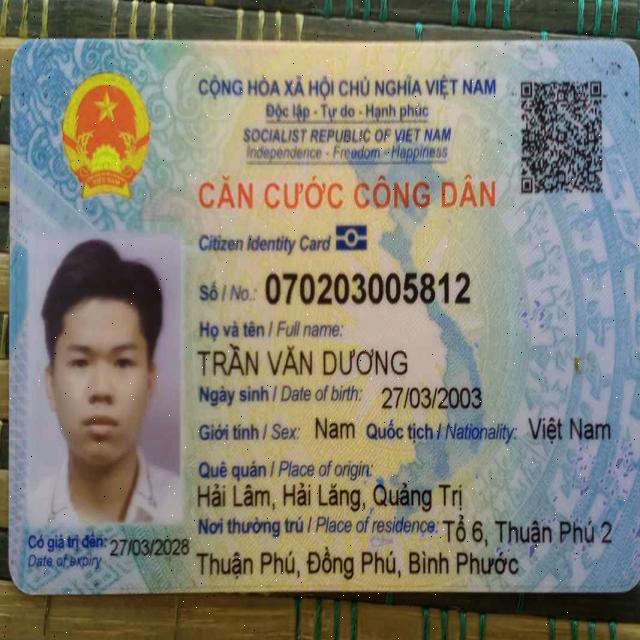 CỘNG HÒA XÃ HỘI CHỦ NGHĨA VIỆT NAM
Độc lập - Tự do - Hạnh phúc
SOCIALIST REPUBLIC OF VIET NAM
Independence - Freedom - Happiness
CĂN CƯỚC CÔNG DÂN
Citizen Identity Card
Số / No.: 070203005812
Họ và tên / Full name:
TRẦN VĂN DƯƠNG
Ngày sinh / Date of birth: 27/03/2003
Giới tính / Sex: Nam Quốc tịch / Nationality: Việt Nam
Quê quán / Place of origin:
Hải Lâm, Hải Lăng, Quảng Trị
Nơi thường trú / Place of residence: Tổ 6, Thuận Phú 2
Thuận Phú, Đồng Phú, Bình Phước
Có giá trị đến: 27/03/2028
Date of expiry